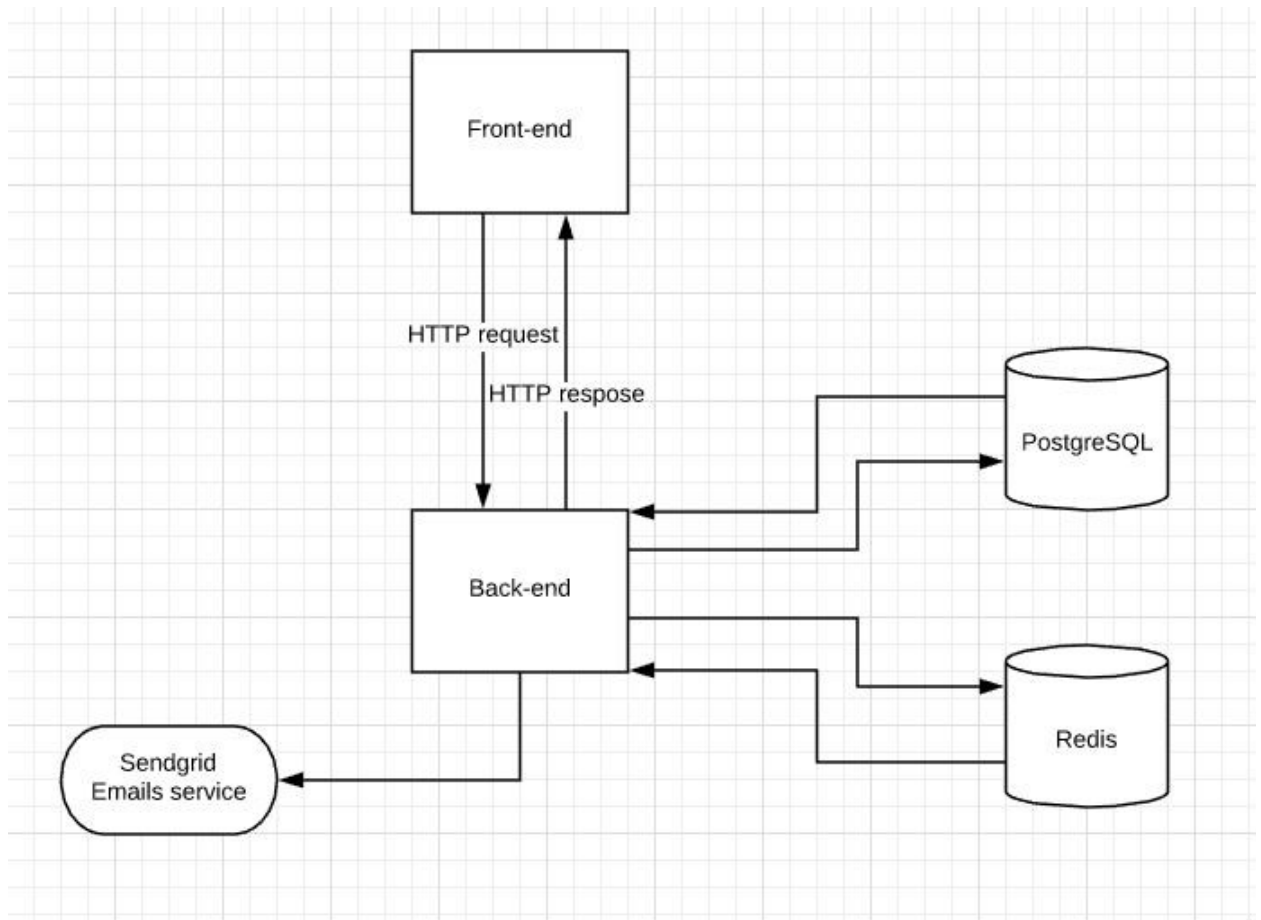 Front-end
HTTP request
HTTP respose
PostgreSQL
Back-end
Redis
Sendgrid
Emails service